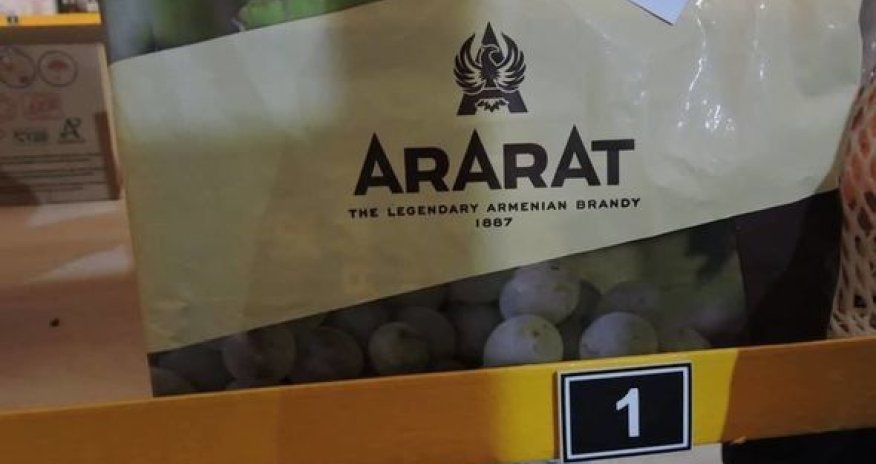 ARARAT
THE LEGENDARY ARMENIAN BRANDY
1887
1